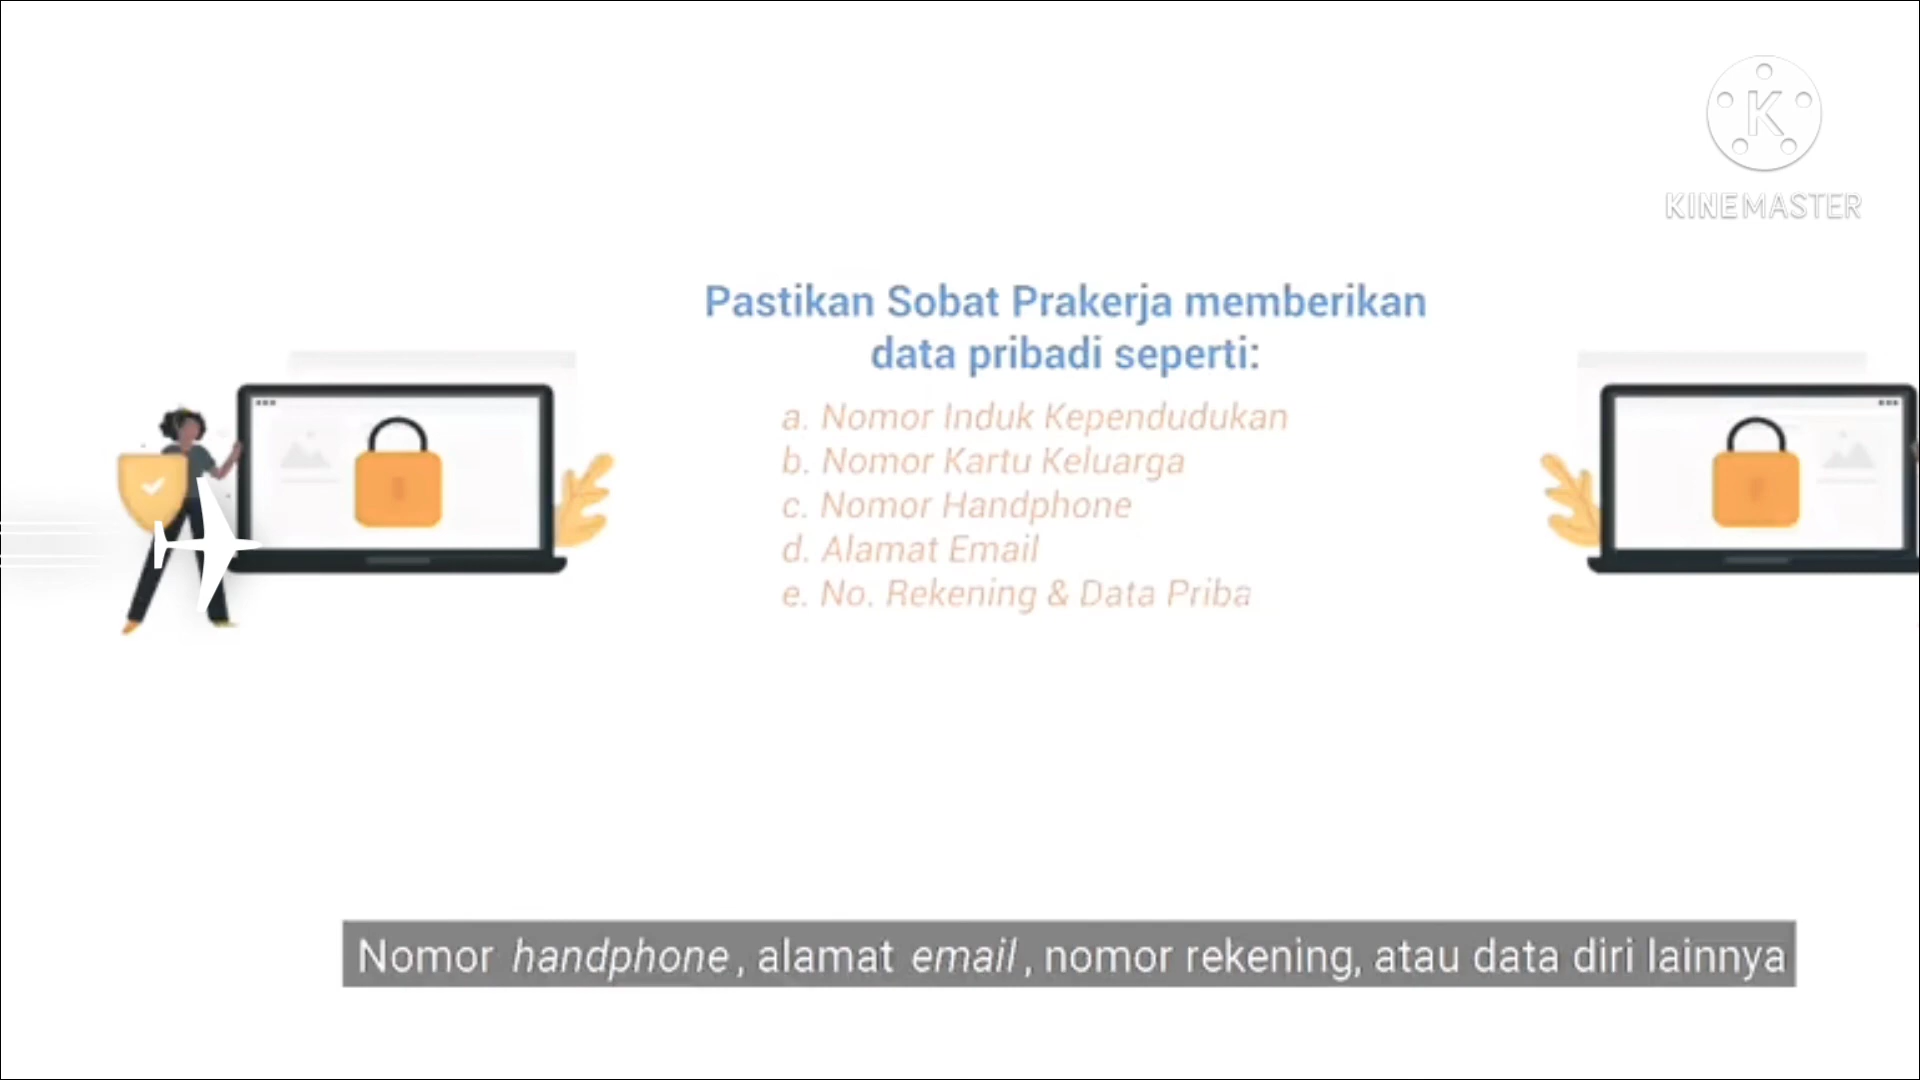 K
KINEMASTER
Pastikan Sobat Prakerja memberikan
data pribadi seperti:
a. Nomor Induk Kependudukan
b. Nomor Kartu Keluarga
c. Nomor Handphone
d. Alamat Email
e. No. Rekening & Data Priba
Nomor handphone, alamat email, nomor rekening, atau data diri lainnya